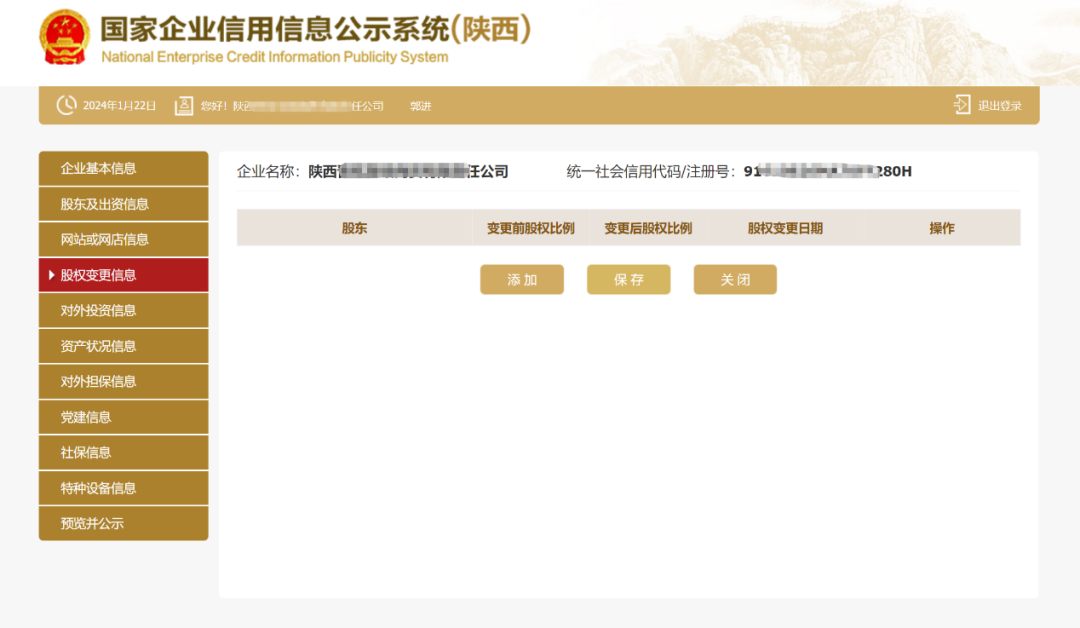 国家企业信用信息公示系统(陕西)
National Enterprise Credit Information Publicity System
2024年1月22日 您好！陕 任公司 郭进 退出登录
企业基本信息
股东及出资信息
网站或网店信息
股权变更信息
对外投资信息
资产状况信息
对外担保信息
党建信息
社保信息
特种设备信息
预览并公示
企业名称：陕西 任公司 统一社会信用代码/注册号：91 280H
股东 变更前股权比例 变更后股权比例 股权变更日期 操作
添加 保存 关闭